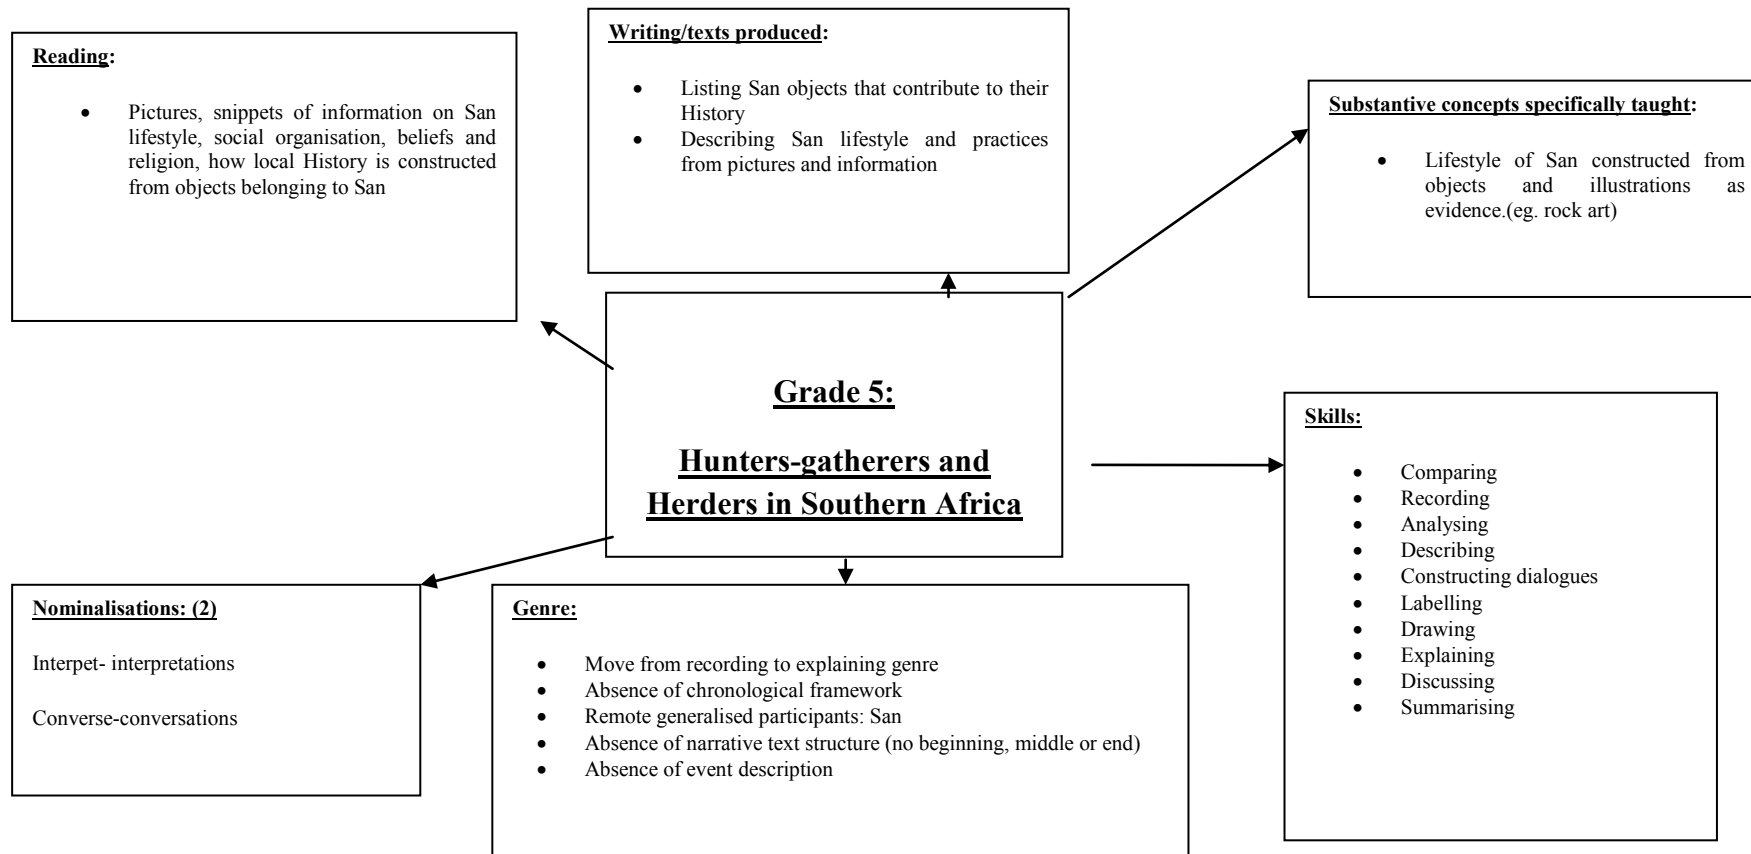 Reading:
• Pictures, snippets of information on San
lifestyle, social organisation, beliefs and
religion, how local History is constructed
from objects belonging to San
Writing/texts produced:
• Listing San objects that contribute to their
History
• Describing San lifestyle and practices
from pictures and information
Substantive concepts specifically taught:
• Lifestyle of San constructed from
objects and illustrations as
evidence.(eg. rock art)
Grade 5:
Hunters-gatherers and
Herders in Southern Africa
Skills:
• Comparing
• Recording
• Analysing
• Describing
• Constructing dialogues
• Labelling
• Drawing
• Explaining
• Discussing
• Summarising
Nominalisations: (2)
Interpet- interpretations
Converse-conversations
Genre:
• Move from recording to explaining genre
• Absence of chronological framework
• Remote generalised participants: San
• Absence of narrative text structure (no beginning, middle or end)
• Absence of event description